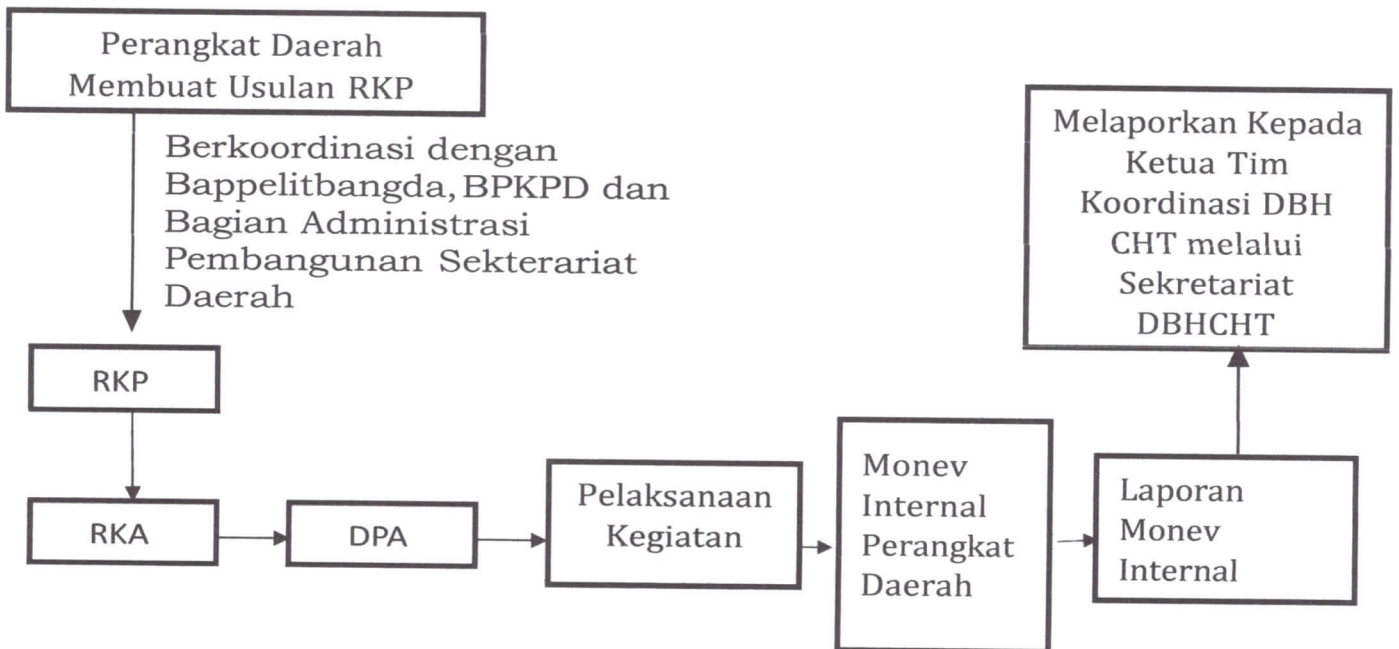 Perangkat Daerah
Membuat Usulan RKP
Berkoordinasi dengan
Bappelitbangda, BPKPD dan
Bagian Administrasi
Pembangunan Sekterariat
Daerah
RKP
RKA
DPA
Pelaksanaan
Kegiatan
Monev
Internal
Perangkat
Daerah
Laporan
Monev
Internal
Melaporkan Kepada
Ketua Tim
Koordinasi DBH
CHT melalui
Sekretariat
DBHCHT